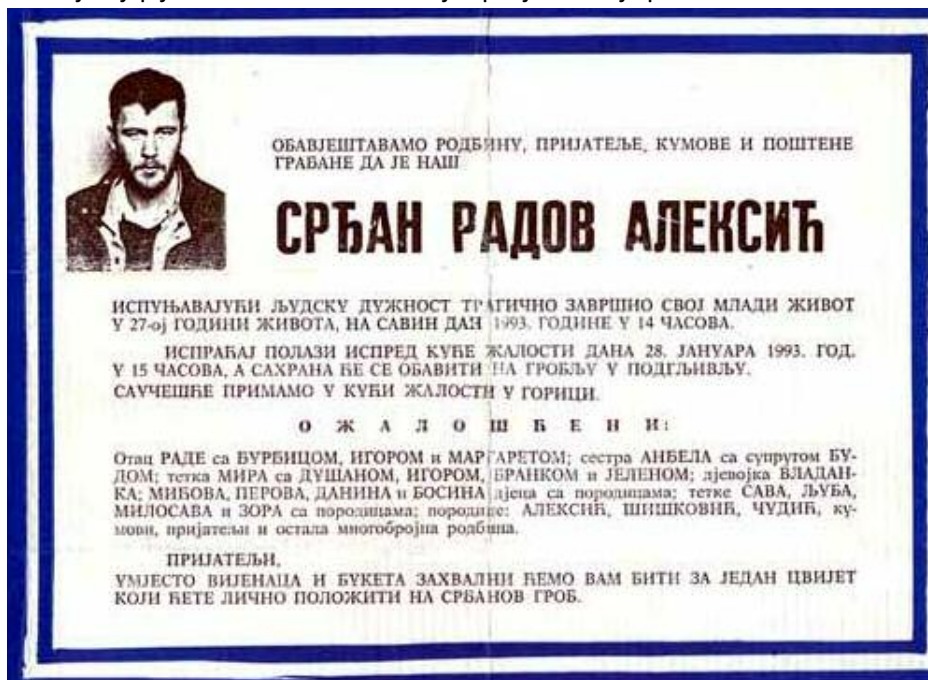 ОБАВЈЕШТАВАМО РОДБИНУ, ПРИЈАТЕЉЕ, КУМОВЕ И ПОШТЕНЕ
ГРАЂАНЕ ДА ЈЕ НАШ
СРЂАН РАДОВ АЛЕКСИЋ
ИСПУЊАВАЈУЋИ ЉУДСКУ ДУЖНОСТ ТРАГИЧНО ЗАВРШИО СВОЈ МЛАДИ ЖИВОТ
У 27-ој ГОДИНИ ЖИВОТА, НА САВИН ДАН 1993. ГОДИНЕ У 14 ЧАСОВА.
ИСПРАЋАЈ ПОЛАЗИ ИСПРЕД КУЋЕ ЖАЛОСТИ ДАНА 28. ЈАНУАРА 1993. ГОД.
У 15 ЧАСОВА, А САХРАНА ЋЕ СЕ ОБАВИТИ НА ГРОБЉУ У ПОДГЉИВЉУ.
САУЧЕШЋЕ ПРИМАМО У КУЋИ ЖАЛОСТИ У ГОРИЦИ.
О Ж А Л О Ш Ћ Е Н И :
Отац РАДЕ са ЂУРЂИЦОМ, ИГОРОМ и МАРГАРЕТОМ; сестра АНЂЕЛА са супругом БУ-
ДОМ; тетка МИРА са ДУШАНОМ, ИГОРОМ, БРАНКОМ и ЈЕЛЕНОМ; дјевојка ВЛАДАН-
КА; МИЋОВА, ПЕРОВА, ДАНИНА и БОСИНА дјеца са породицама; тетке САВА, ЉУБА,
МИЛОСАВА и ЗОРА са породицама; породице: АЛЕКСИЋ, ШИШКОВИЋ, ЧУДИЋ, ку-
мови, пријатељи и остала многобројна родбина.
ПРИЈАТЕЉИ,
УМЈЕСТО ВИЈЕНАЦА И БУКЕТА ЗАХВАЛНИ ЋЕМО ВАМ БИТИ ЗА ЈЕДАН ЦВИЈЕТ
КОЈИ ЋЕТЕ ЛИЧНО ПОЛОЖИТИ НА СРЂАНОВ ГРОБ.